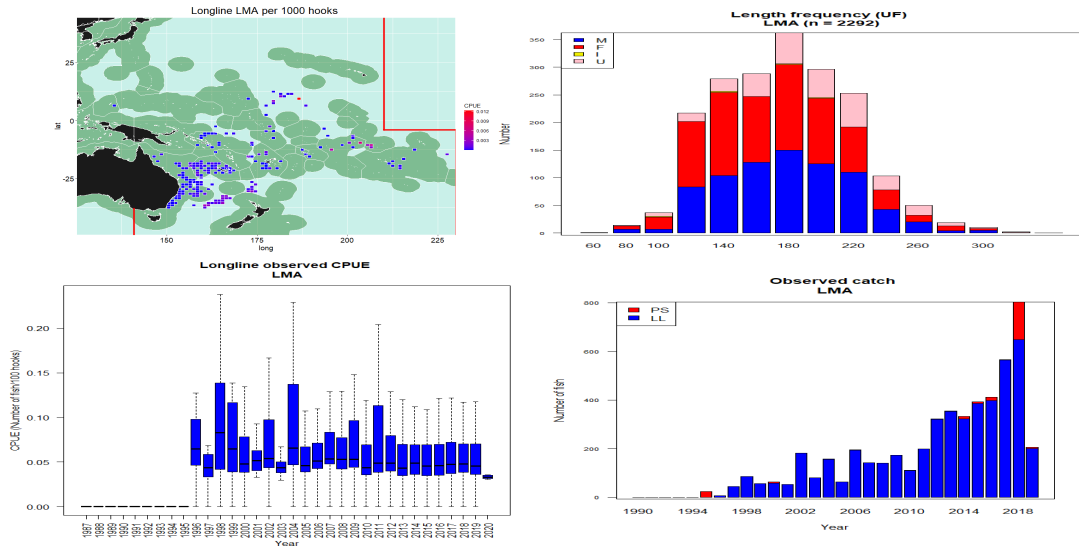 Longline LMA per 1000 hooks
lat
25
0
-25
150
175
200
225
long
CPUE
0.012
0.009
0.006
0.003
Length frequency (UF)
LMA (n = 2292)
M
F
I
U
Number
350
300
250
200
150
100
50
0
60 80 100 140 180 220 260 300
Longline observed CPUE
LMA
CPUE (Number of fish/100 hooks)
0.20
0.15
0.10
0.05
0.00
1987 1988 1989 1990 1991 1992 1993 1994 1995 1996 1997 1998 1999 2000 2001 2002 2003 2004 2005 2006 2007 2008 2009 2010 2011 2012 2013 2014 2015 2016 2017 2018 2019 2020
Year
Observed catch
LMA
PS
LL
Number of fish
800
600
400
200
0
1990 1994 1998 2002 2006 2010 2014 2018
Year